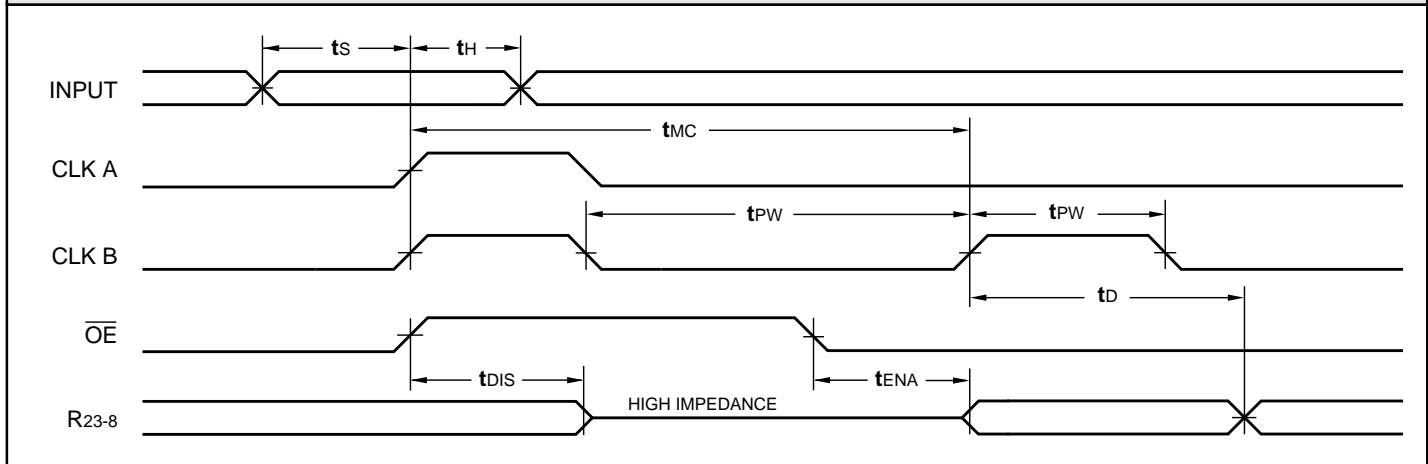 tS tH
INPUT
tMC
CLK A
tPW tPW
CLK B
tD
OE
tDIS tENA
HIGH IMPEDANCE
R23-8